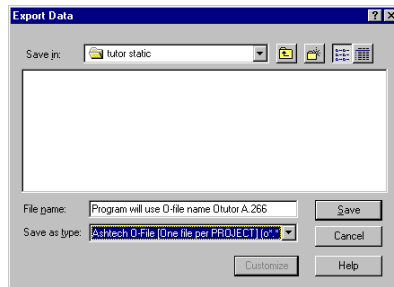 Export Data
Save in: tutor static
File name: Program will use O-file name Otutor A.266 Save
Save as type: Ashtech O-File (One file per PROJECT) (o*.* Cancel
Customize Help